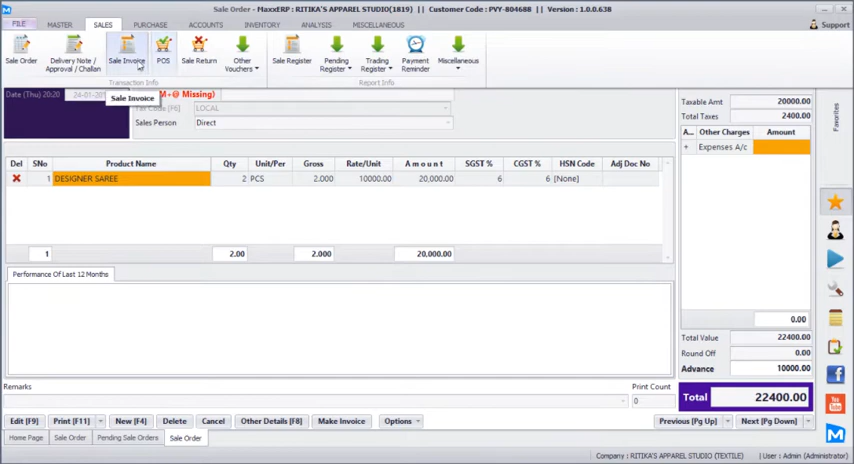 Sale Order - MaxxERP : RITIKA'S APPAREL STUDIO(1819) || Customer Code : PVY-804688 || Version : 1.0.0.638
FILE MASTER SALES PURCHASE ACCOUNTS INVENTORY ANALYSIS MISCELLANEOUS Support
Sale Order Delivery Note / Approval / Challan Sale Invoice POS Sale Return Other Vouchers Sale Register Pending Register Trading Register Payment Reminder Miscellaneous
Transaction Info Report Info
Sale Invoice
Date (Thu) 20:20 M+@ Missing)
[F6] LOCAL
Sales Person Direct
Taxable Amt 20000.00
Total Taxes 2400.00
A... Other Charges Amount
+ Expenses A/c
Favorites
Del SNo Product Name Qty Unit/Per Gross Rate/Unit Amount SGST % CGST % HSN Code Adj Doc No
1 DESIGNER SAREE 2 PCS 2.000 10000.00 20,000.00 6 6 [None]
1 2.00 2.000 20,000.00
Performance Of Last 12 Months
0.00
Total Value 22400.00
Round Off 0.00
Advance 10000.00
Remarks Print Count
0
Total 22400.00
Edit [F9] Print [F11] New [F4] Delete Cancel Other Details [F8] Make Invoice Options Previous [Pg Up] Next [Pg Down]
Home Page Sale Order Pending Sale Orders Sale Order
Company : RITIKA'S APPAREL STUDIO (TEXTILE) User : Admin (Administrator)